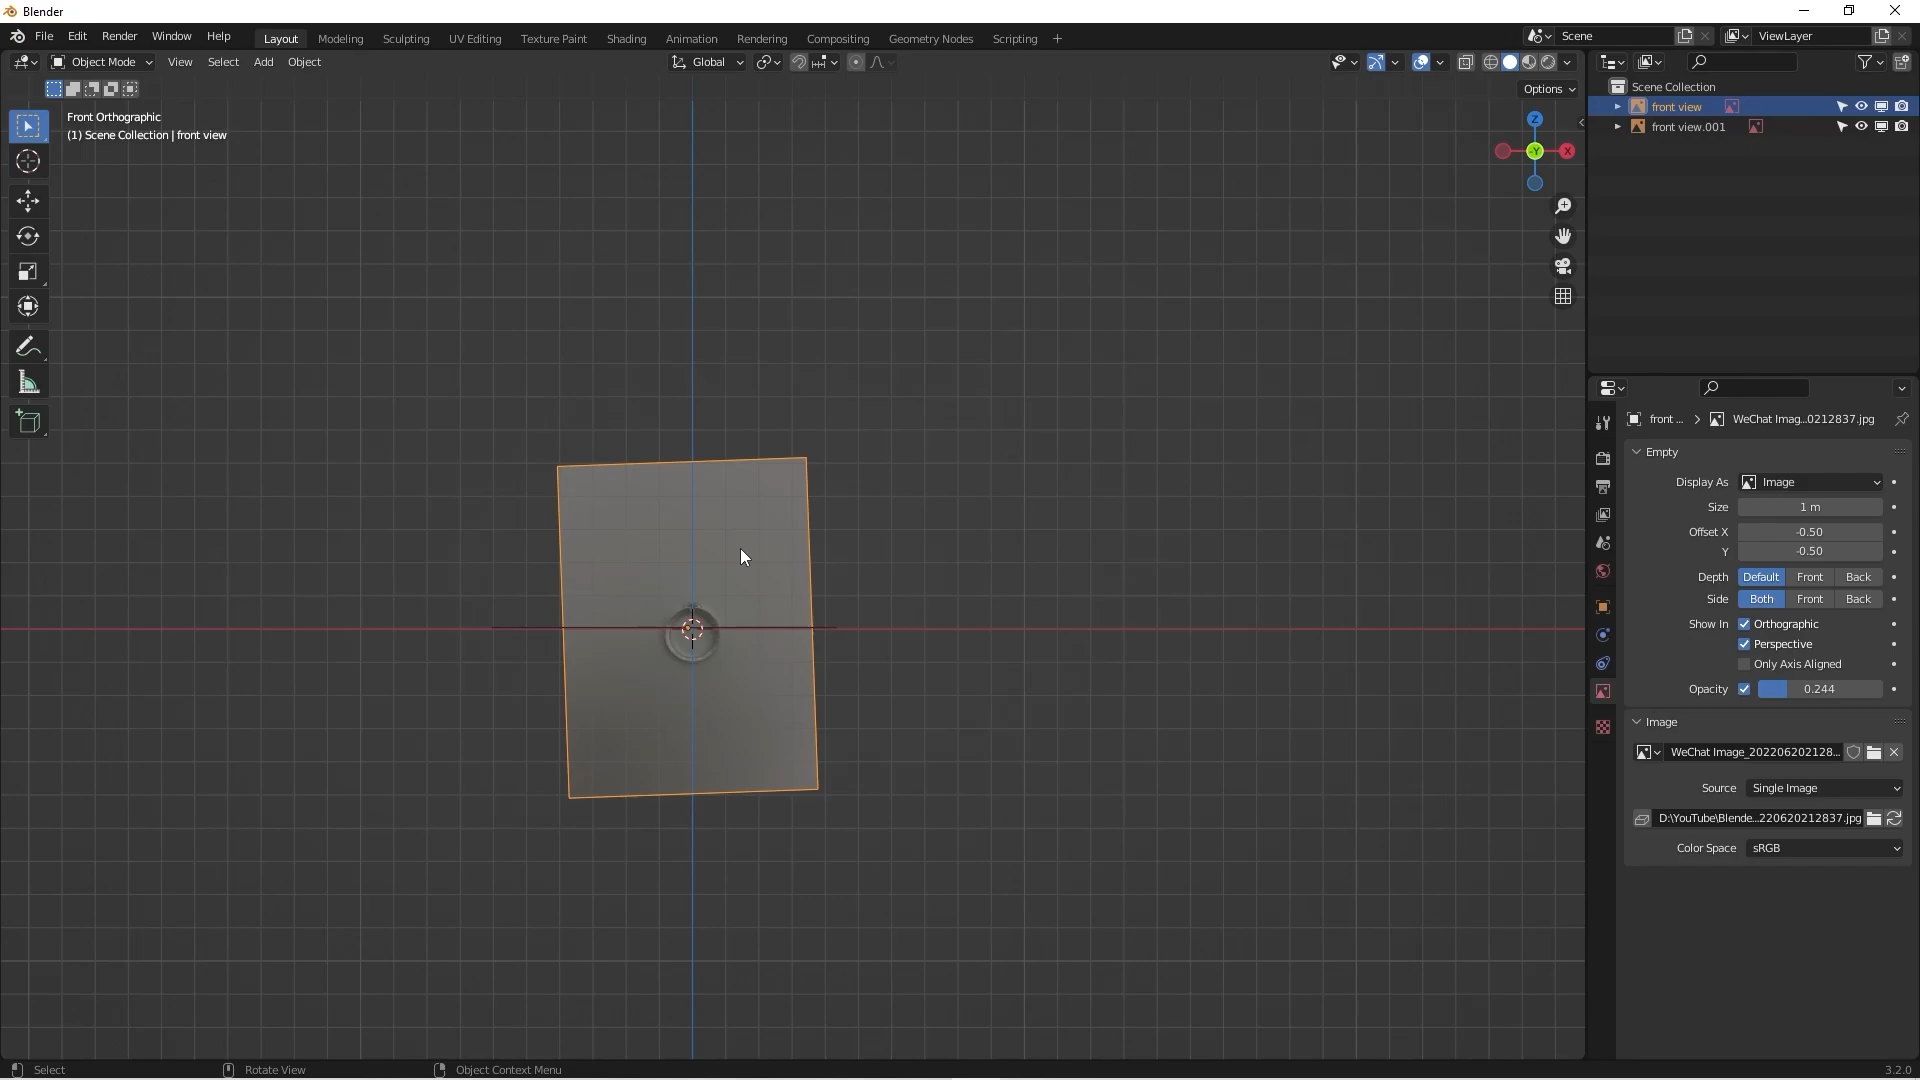 Blender
File Edit Render Window Help Layout Modeling Sculpting UV Editing Texture Paint Shading Animation Rendering Compositing Geometry Nodes Scripting + Scene ViewLayer
Object Mode View Select Add Object Global
Options
Front Orthographic
(1) Scene Collection | front view
Z
-Y
X
Scene Collection
front view
front view.001
front ... > WeChat Imag...0212837.jpg
Empty
Display As Image
Size 1 m
Offset X -0.50
Y -0.50
Depth Default Front Back
Side Both Front Back
Show In Orthographic
Perspective
Only Axis Aligned
Opacity 0.244
Image
WeChat Image_202206202128...
Source Single Image
D:\YouTube\Blende...220620212837.jpg
Color Space sRGB
Select Rotate View Object Context Menu 3.2.0